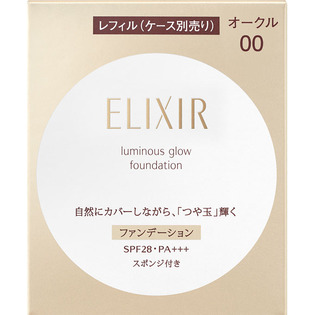 レフィル（ケース別売り）
オークル
00
ELIXIR
luminous glow
foundation
自然にカバーしながら、「つや玉」輝く
ファンデーション
SPF28・PA+++
スポンジ付き